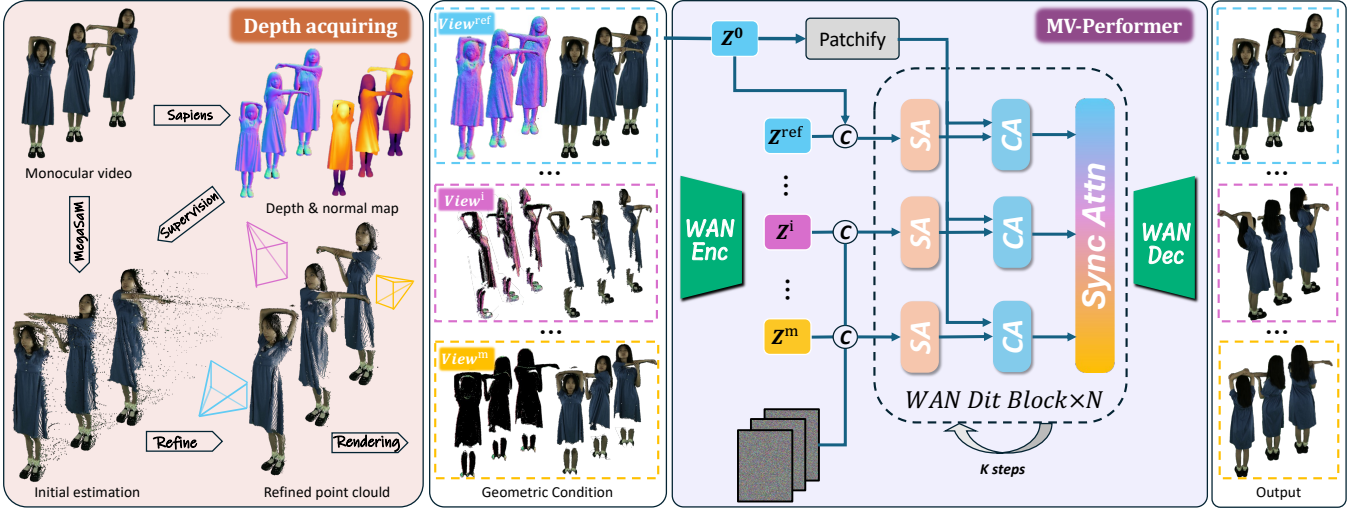 Depth acquiring
Monocular video
Sapiens
Depth & normal map
MegaSam
Supervision
Initial estimation
Refine
Refined point clould
Rendering
View^ref
...
View^i
...
View^m
Geometric Condition
MV-Performer
Z^0
Patchify
Z^ref
C
SA
CA
...
WAN
Enc
Z^i
C
SA
CA
Sync Attn
WAN
Dec
...
Z^m
C
SA
CA
WAN Dit Block×N
K steps
...
...
Output